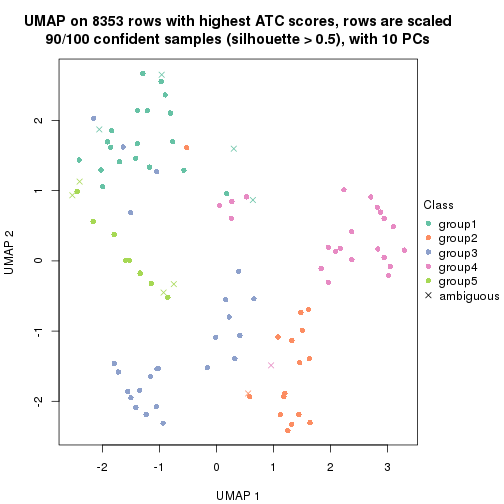 UMAP on 8353 rows with highest ATC scores, rows are scaled
90/100 confident samples (silhouette > 0.5), with 10 PCs
2
1
0
-1
-2
UMAP 2
-2
-1
0
1
2
3
UMAP 1
Class
group1
group2
group3
group4
group5
ambiguous